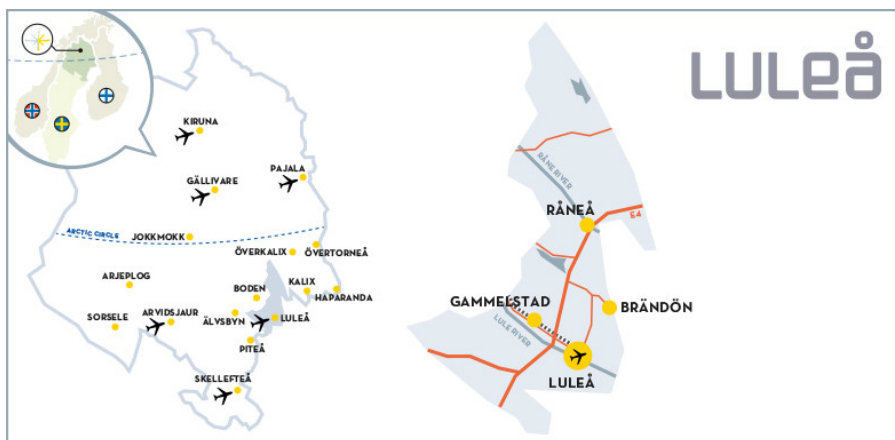 LULEÅ
KIRUNA
GÄLLIVARE
PAJALA
ARCTIC CIRCLE
JOKKMOKK
ÖVERKALIX
ÖVERTORNEÅ
ARJEPLOG
BODEN
KALIX
HAPARANDA
SORSELE
ARVIDSJAUR
ÄLVSBYN
LULEÅ
PITEÅ
SKELLEFTEÅ
RÅNE RIVER
RÅNEÅ
E4
GAMMELSTAD
BRÄNDÖN
LULE RIVER
LULEÅ